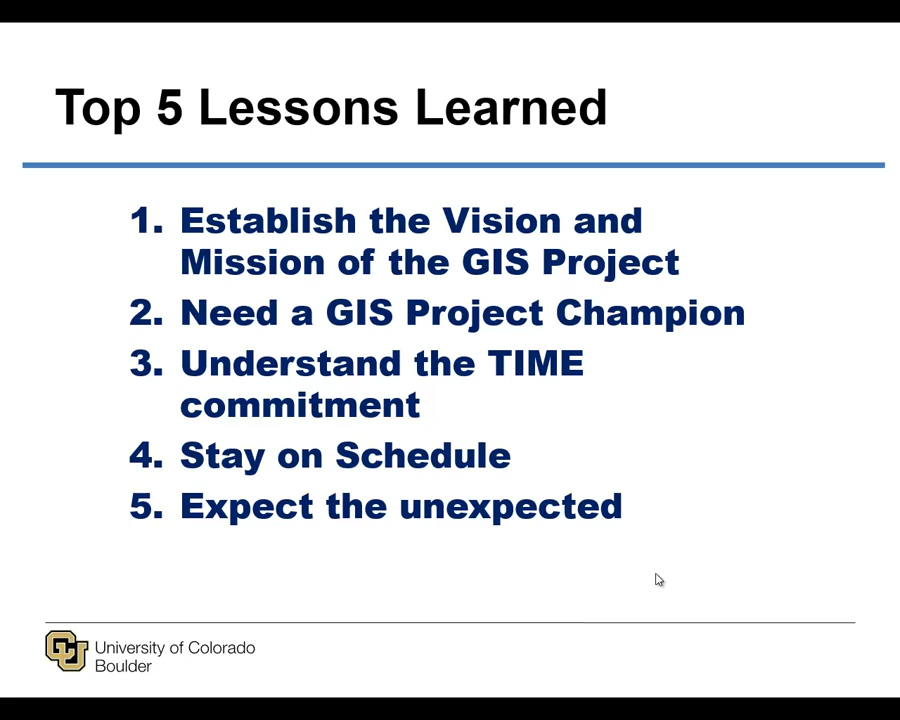 Top 5 Lessons Learned
1. Establish the Vision and
Mission of the GIS Project
2. Need a GIS Project Champion
3. Understand the TIME
commitment
4. Stay on Schedule
5. Expect the unexpected
CU
University of Colorado
Boulder